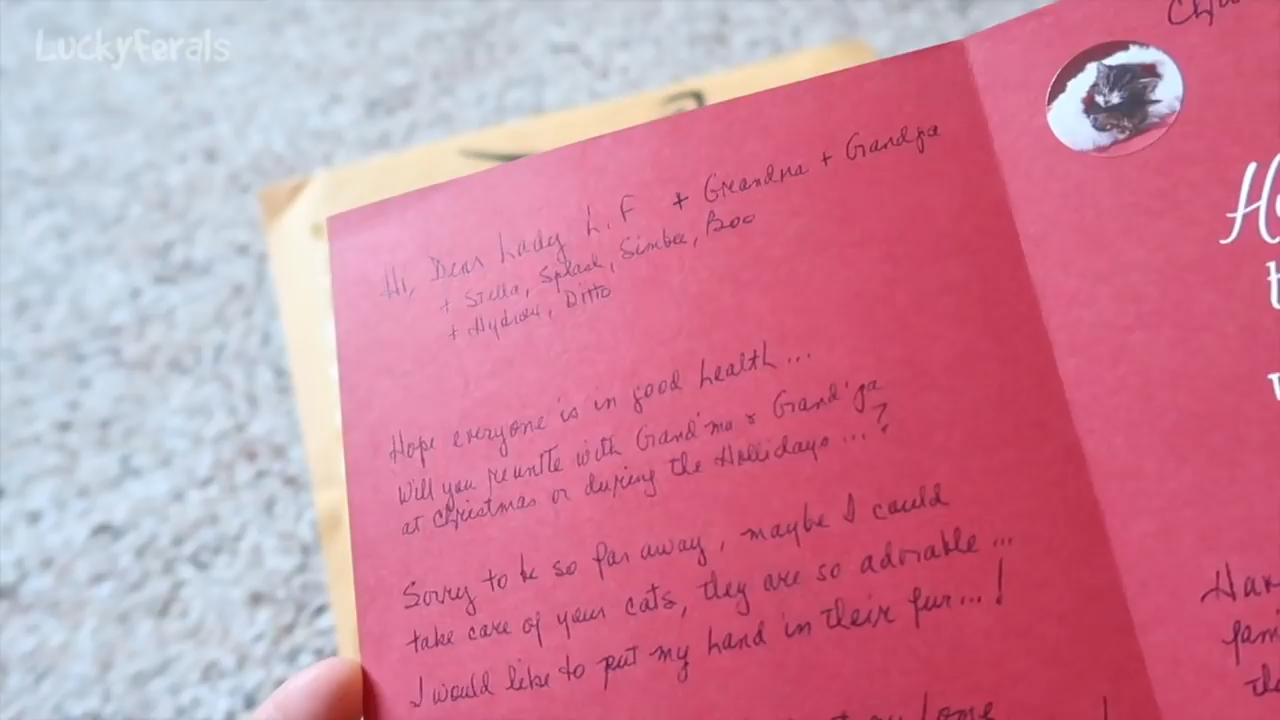 LuckyFerals
Hi, Dear Lady L.F + Grandma + Grandpa
+ Stella, Splash, Simbee, Boo
+ Ditto
Hope everyone is in good health...
Will you reunite with Grand'ma & Grand'pa
at Christmas or during the Hollidays...?
Sorry to be so far away, maybe I could
take care of your cats, they are so adorable...
I would like to put my hand in their fur...!